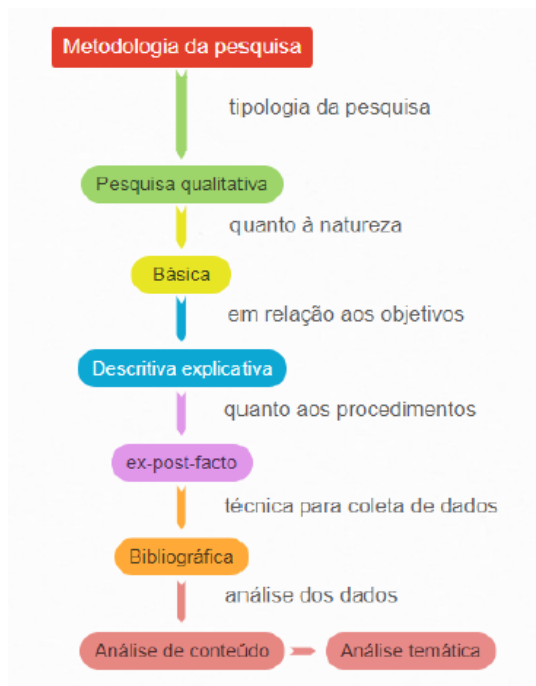 Metodologia da pesquisa
tipologia da pesquisa
Pesquisa qualitativa
quanto à natureza
Básica
em relação aos objetivos
Descritiva explicativa
quanto aos procedimentos
ex-post-facto
técnica para coleta de dados
Bibliográfica
análise dos dados
Análise de conteúdo
Análise temática